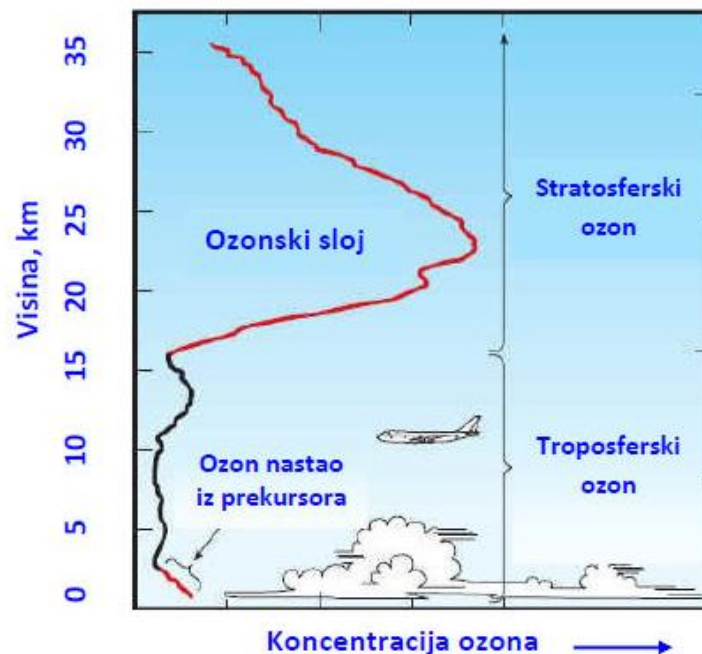 Visina, km
35
30
25
20
15
10
5
0
Ozonski sloj
Stratosferski
ozon
Ozon nastao
iz prekursora
Troposferski
ozon
Koncentracija ozona